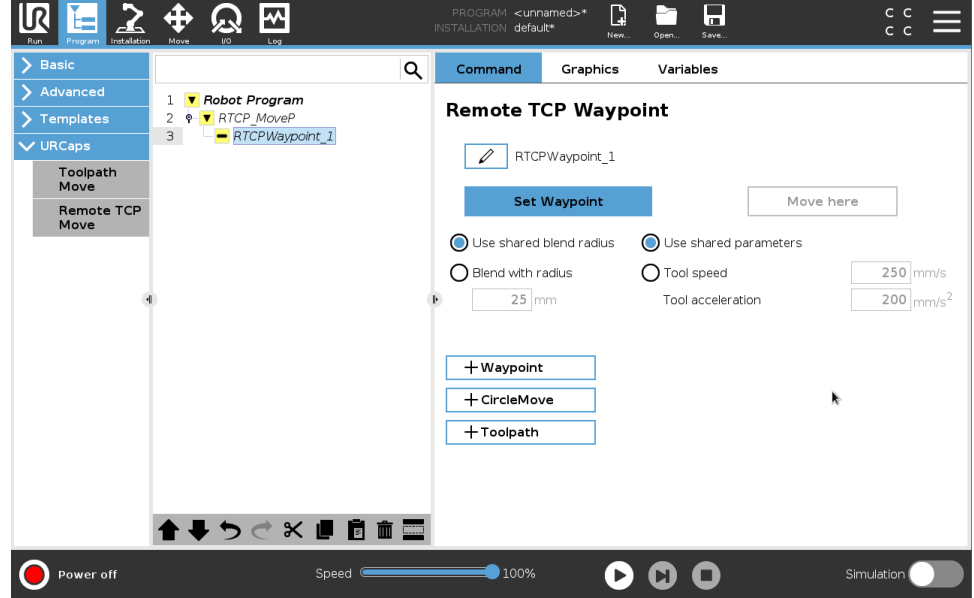 UR
PROGRAM <unnamed>*
INSTALLATION default*
C C
C C
Run
Program
Installation
Move
I/O
Log
New...
Open...
Save...
Basic
Advanced
Templates
URCaps
Toolpath
Move
Remote TCP
Move
1 Robot Program
2 RTCP_MoveP
3 RTCPWaypoint_1
Command Graphics Variables
Remote TCP Waypoint
RTCPWaypoint_1
Set Waypoint Move here
Use shared blend radius Use shared parameters
Blend with radius Tool speed 250 mm/s
25 mm Tool acceleration 200 mm/s²
+ Waypoint
+ CircleMove
+ Toolpath
Power off
Speed 100%
Simulation